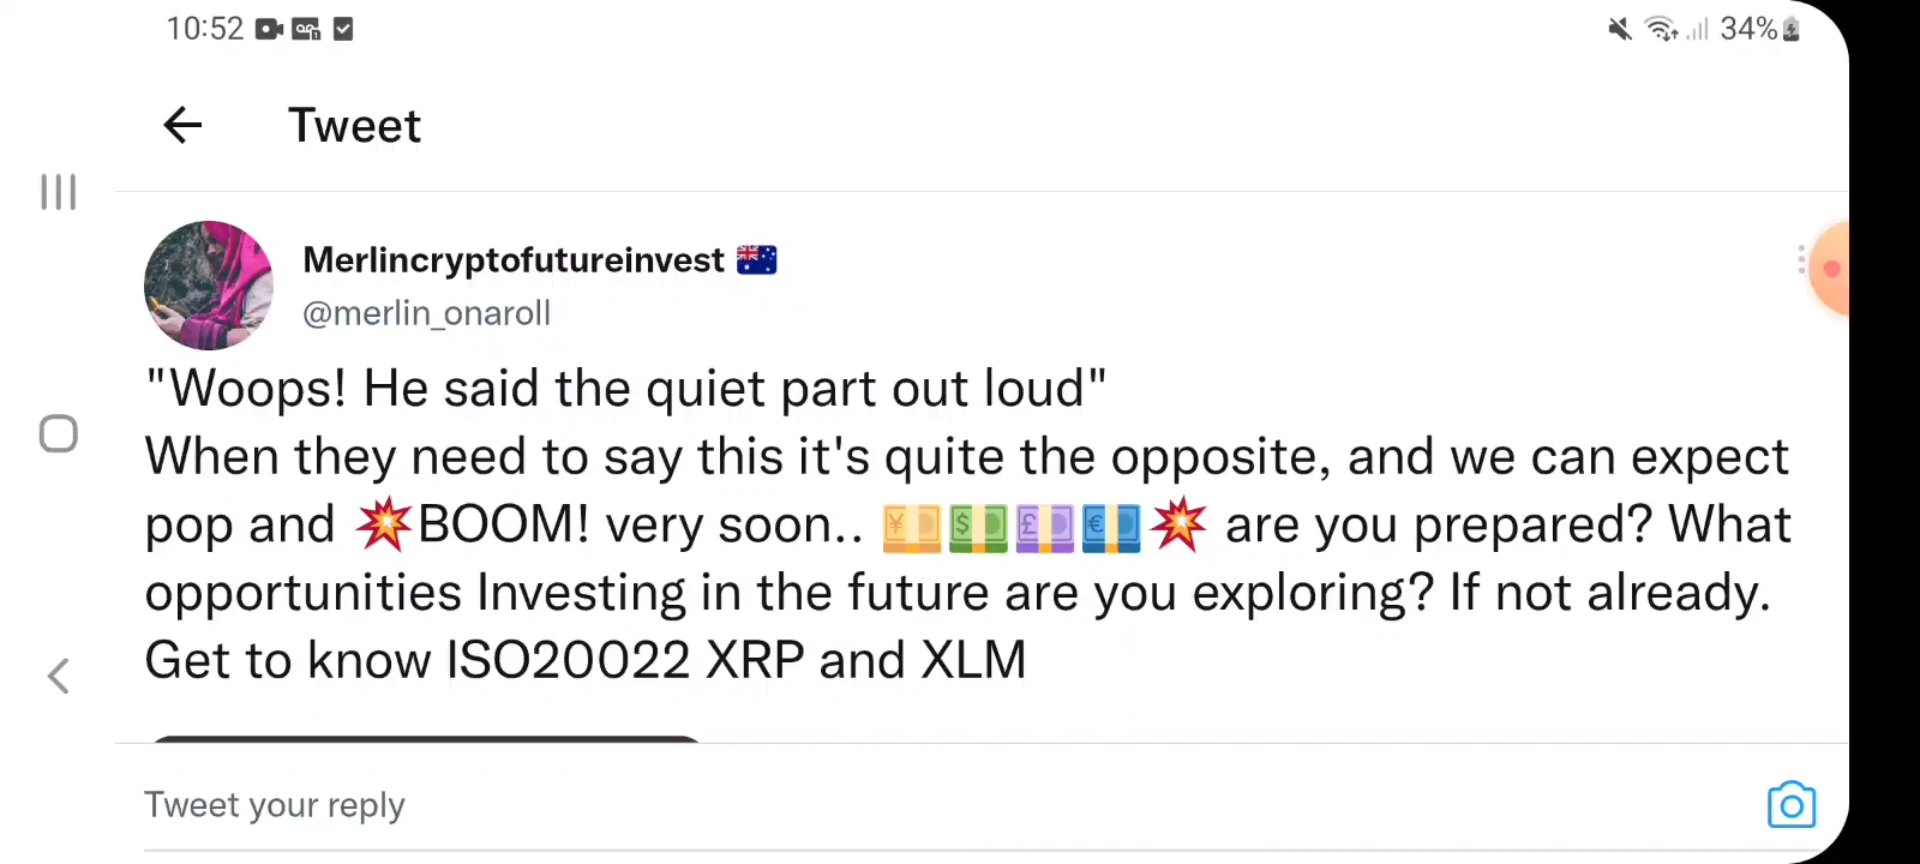 10:52
34%
Tweet
Merlincryptofutureinvest 🇦🇺
@merlin_onaroll
"Woops! He said the quiet part out loud"
When they need to say this it's quite the opposite, and we can expect
pop and 💥BOOM! very soon.. 💴💵💷💶💥 are you prepared? What
opportunities Investing in the future are you exploring? If not already.
Get to know ISO20022 XRP and XLM
Tweet your reply